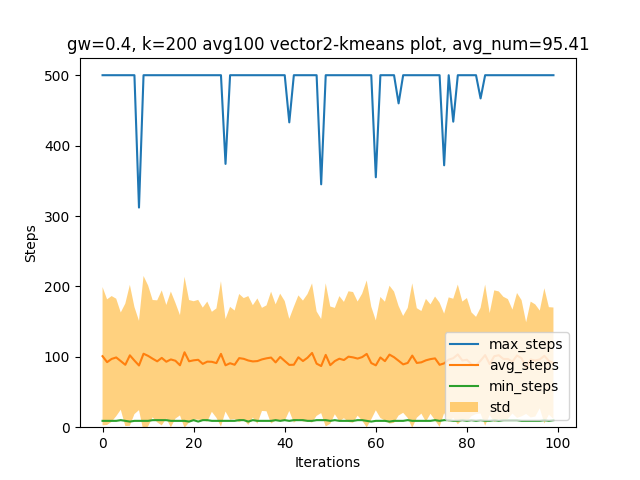 gw=0.4, k=200 avg100 vector2-kmeans plot, avg_num=95.41
500
400
300
200
100
0
Steps
max_steps
avg_steps
min_steps
std
0
20
40
60
80
100
Iterations